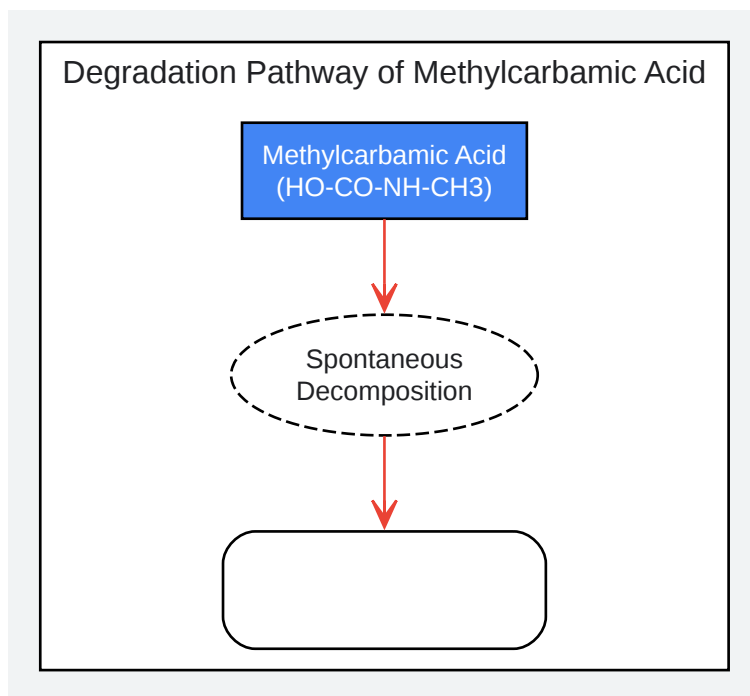 Degradation Pathway of Methylcarbamic Acid
Methylcarbamic Acid
(HO-CO-NH-CH3)
Spontaneous
Decomposition